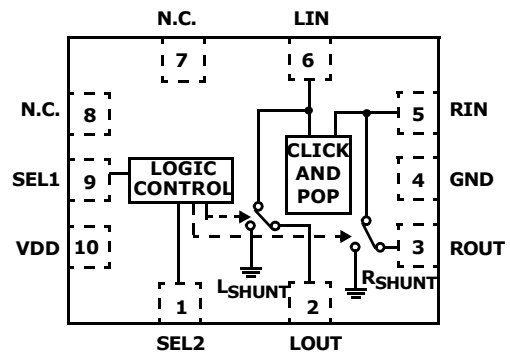 N.C.
LIN
7
6
N.C.
8
5
RIN
CLICK
AND
POP
SEL1
9
LOGIC
CONTROL
4
GND
VDD
10
3
ROUT
LSHUNT
RSHUNT
1
2
SEL2
LOUT